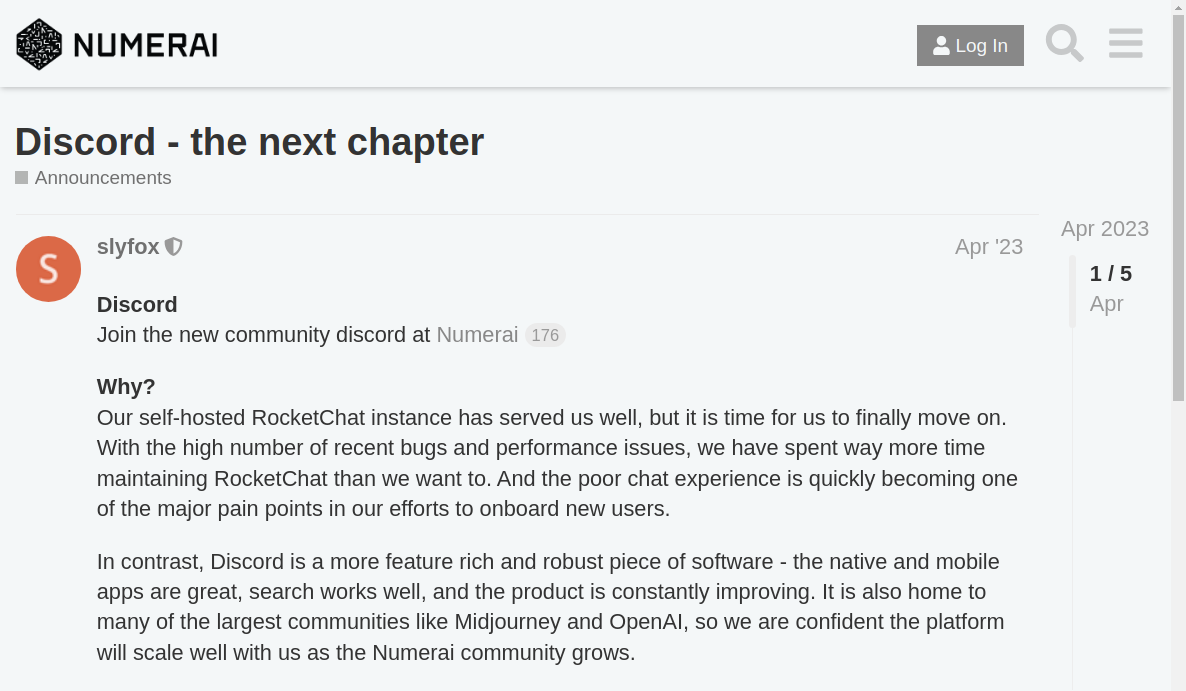 NUMERAI
Log In
Discord - the next chapter
Announcements
Apr 2023
S
slyfox
Apr '23
1 / 5
Apr
Discord
Join the new community discord at Numerai 176
Why?
Our self-hosted RocketChat instance has served us well, but it is time for us to finally move on.
With the high number of recent bugs and performance issues, we have spent way more time
maintaining RocketChat than we want to. And the poor chat experience is quickly becoming one
of the major pain points in our efforts to onboard new users.
In contrast, Discord is a more feature rich and robust piece of software - the native and mobile
apps are great, search works well, and the product is constantly improving. It is also home to
many of the largest communities like Midjourney and OpenAI, so we are confident the platform
will scale well with us as the Numerai community grows.